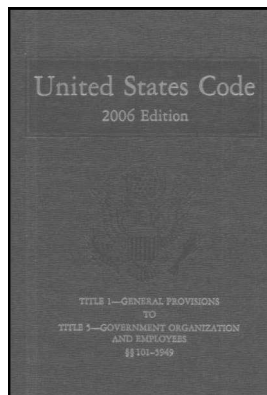 United States Code
2006 Edition
TITLE 1—GENERAL PROVISIONS
TO
TITLE 5—GOVERNMENT ORGANIZATION
AND EMPLOYEES
§§ 101–5949